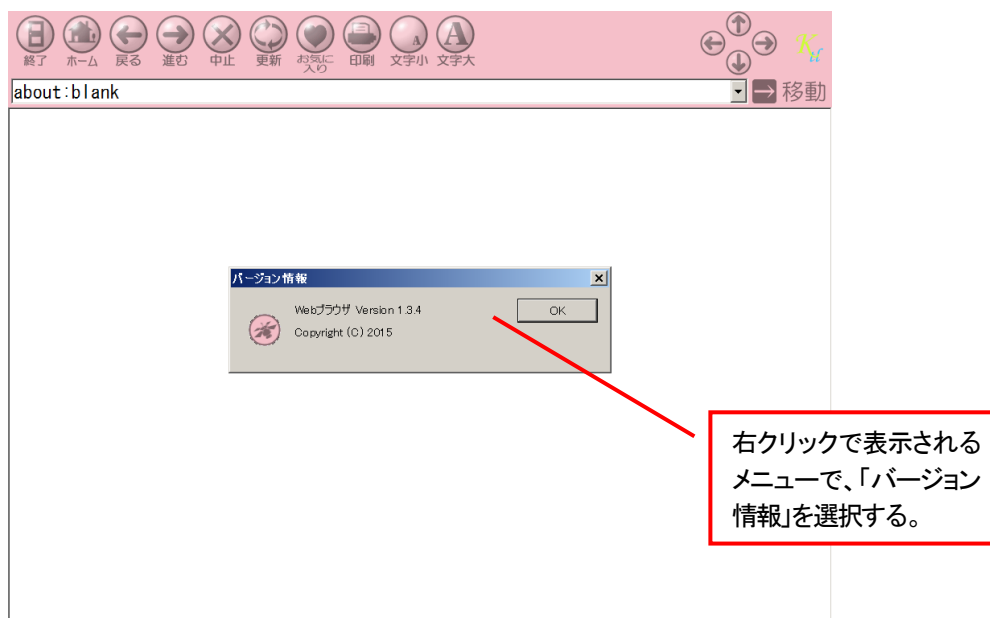 終了 ホーム 戻る 進む 中止 更新 お気に入り 印刷 文字小 文字大
about:blank
移動
バージョン情報
Webブラウザ Version 1.3.4
OK
Copyright (C) 2015
右クリックで表示される
メニューで、「バージョン
情報」を選択する。